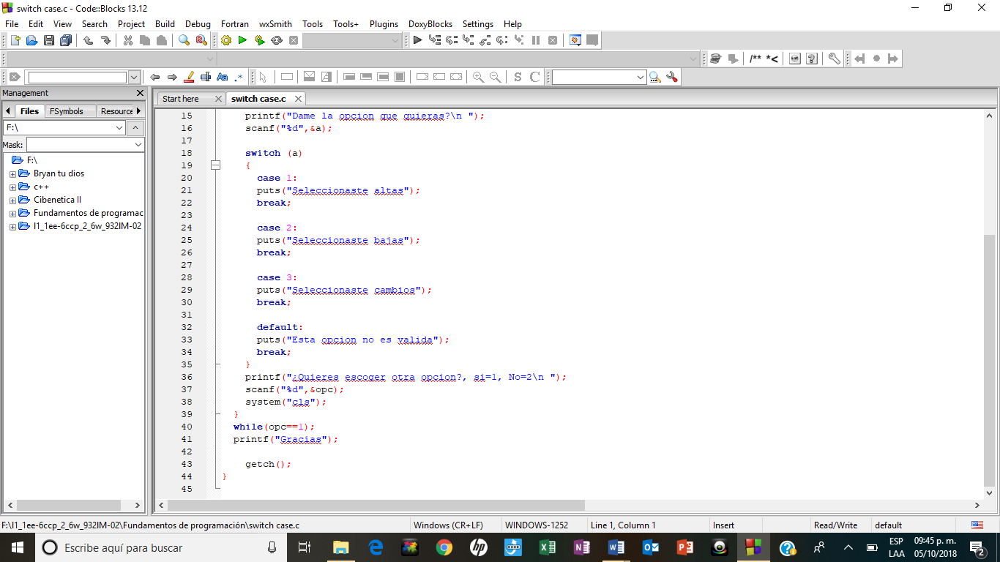 switch case.c - Code::Blocks 13.12
File Edit View Search Project Build Debug Fortran wxSmith Tools Tools+ Plugins DoxyBlocks Settings Help
/** *<
Aa .*
S C
Management
Files FSymbols Resource
F:\
Mask:
F:\
Bryan tu dios
c++
Cibenetica II
Fundamentos de programac
I1_1ee-6ccp_2_6w_932IM-02
Start here switch case.c
15 printf("Dame la opcion que quieras?\n ");
16 scanf("%d",&a);
17
18 switch (a)
19 {
20 case 1:
21 puts("Seleccionaste altas");
22 break;
23
24 case 2:
25 puts("Seleccionaste bajas");
26 break;
27
28 case 3:
29 puts("Seleccionaste cambios");
30 break;
31
32 default:
33 puts("Esta opcion no es valida");
34 break;
35 }
36 printf("¿Quieres escoger otra opcion?, si=1, No=2\n ");
37 scanf("%d",&opc);
38 system("cls");
39 }
40 while(opc==1);
41 printf("Gracias");
42
43 getch();
44 }
45
F:\I1_1ee-6ccp_2_6w_932IM-02\Fundamentos de programación\switch case.c Windows (CR+LF) WINDOWS-1252 Line 1, Column 1 Insert Read/Write default
Escribe aquí para buscar
ESP 09:45 p. m.
LAA 05/10/2018
2